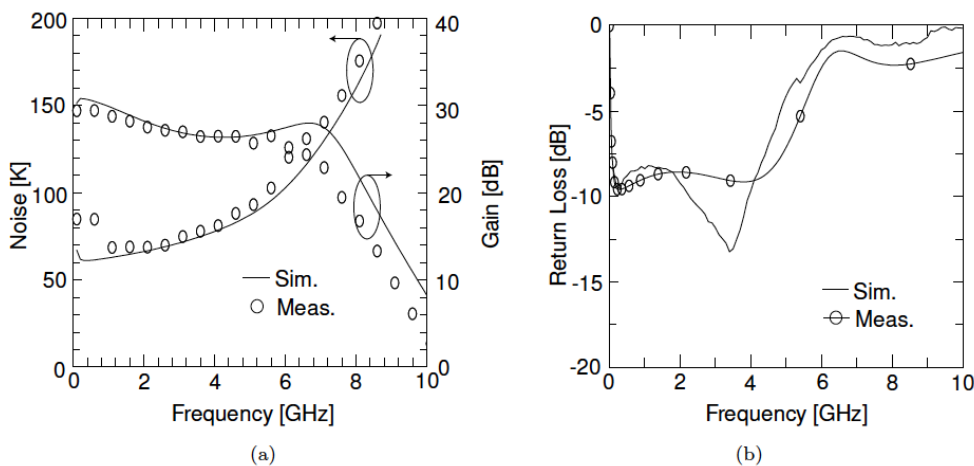 200
150
100
50
0
Noise [K]
40
30
20
10
0
Gain [dB]
Sim.
Meas.
0 2 4 6 8 10
Frequency [GHz]
(a)
0
-5
-10
-15
-20
Return Loss [dB]
Sim.
Meas.
0 2 4 6 8 10
Frequency [GHz]
(b)